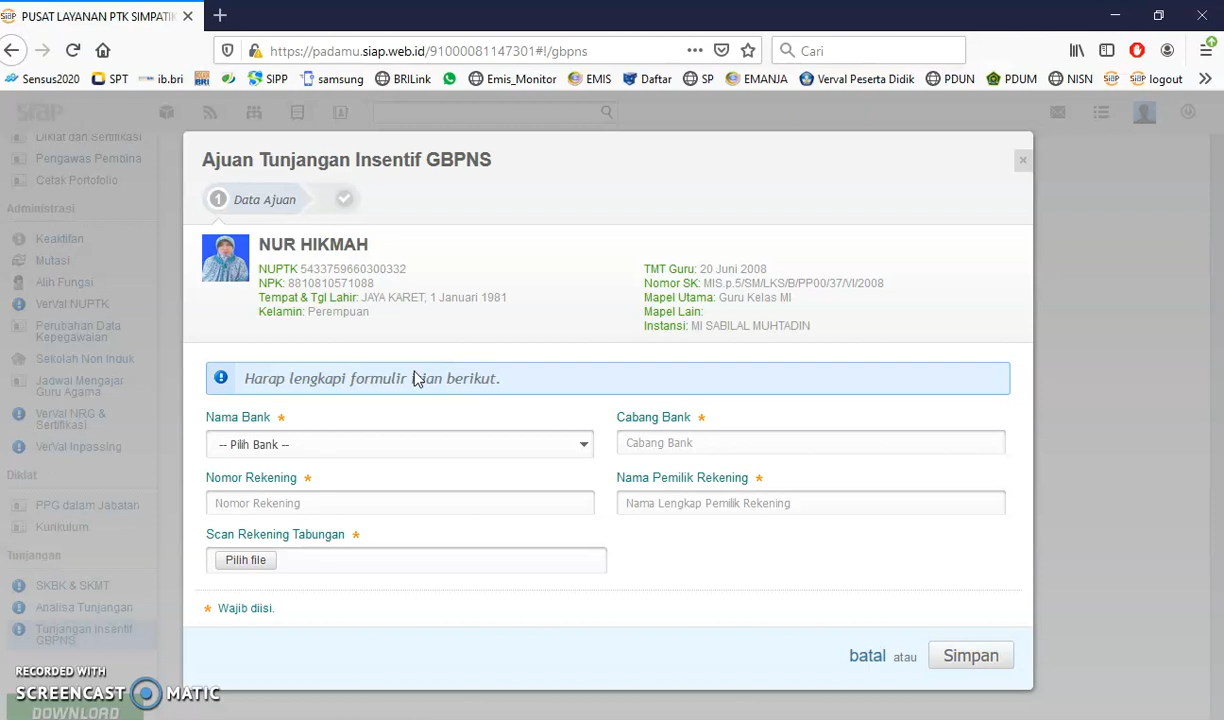 PUSAT LAYANAN PTK SIMPATIK
https://padamu.siap.web.id/91000081147301#!/gbpns
Cari
Sensus2020 SPT ib.bri SIPP samsung BRILink Emis_Monitor EMIS Daftar SP EMANJA Verval Peserta Didik PDUN PDUM NISN logout
siap
Diklat dan Sertifikasi
Pengawas Pembina
Cetak Portofolio
Administrasi
Keaktifan
Mutasi
Alih Fungsi
VerVal NUPTK
Perubahan Data
Kepegawaian
Sekolah Non Induk
Jadwal Mengajar
Guru Agama
VerVal NRG &
Sertifikasi
VerVal Inpassing
Diklat
PPG dalam Jabatan
Kurikulum
Tunjangan
SKBK & SKMT
Analisa Tunjangan
Tunjangan Insentif
GBPNS
Ajuan Tunjangan Insentif GBPNS
1 Data Ajuan
NUR HIKMAH
NUPTK 5433759660300332
NPK: 8810810571088
Tempat & Tgl Lahir: JAYA KARET, 1 Januari 1981
Kelamin: Perempuan
TMT Guru: 20 Juni 2008
Nomor SK: MIS.p.5/SM/LKS/B/PP00/37/VI/2008
Mapel Utama: Guru Kelas MI
Mapel Lain:
Instansi: MI SABILAL MUHTADIN
Harap lengkapi formulir berikut.
Nama Bank *
-- Pilih Bank --
Cabang Bank *
Cabang Bank
Nomor Rekening *
Nomor Rekening
Nama Pemilik Rekening *
Nama Lengkap Pemilik Rekening
Scan Rekening Tabungan *
Pilih file
* Wajib diisi.
batal atau Simpan
RECORDED WITH
SCREENCAST MATIC
DOWNLOAD